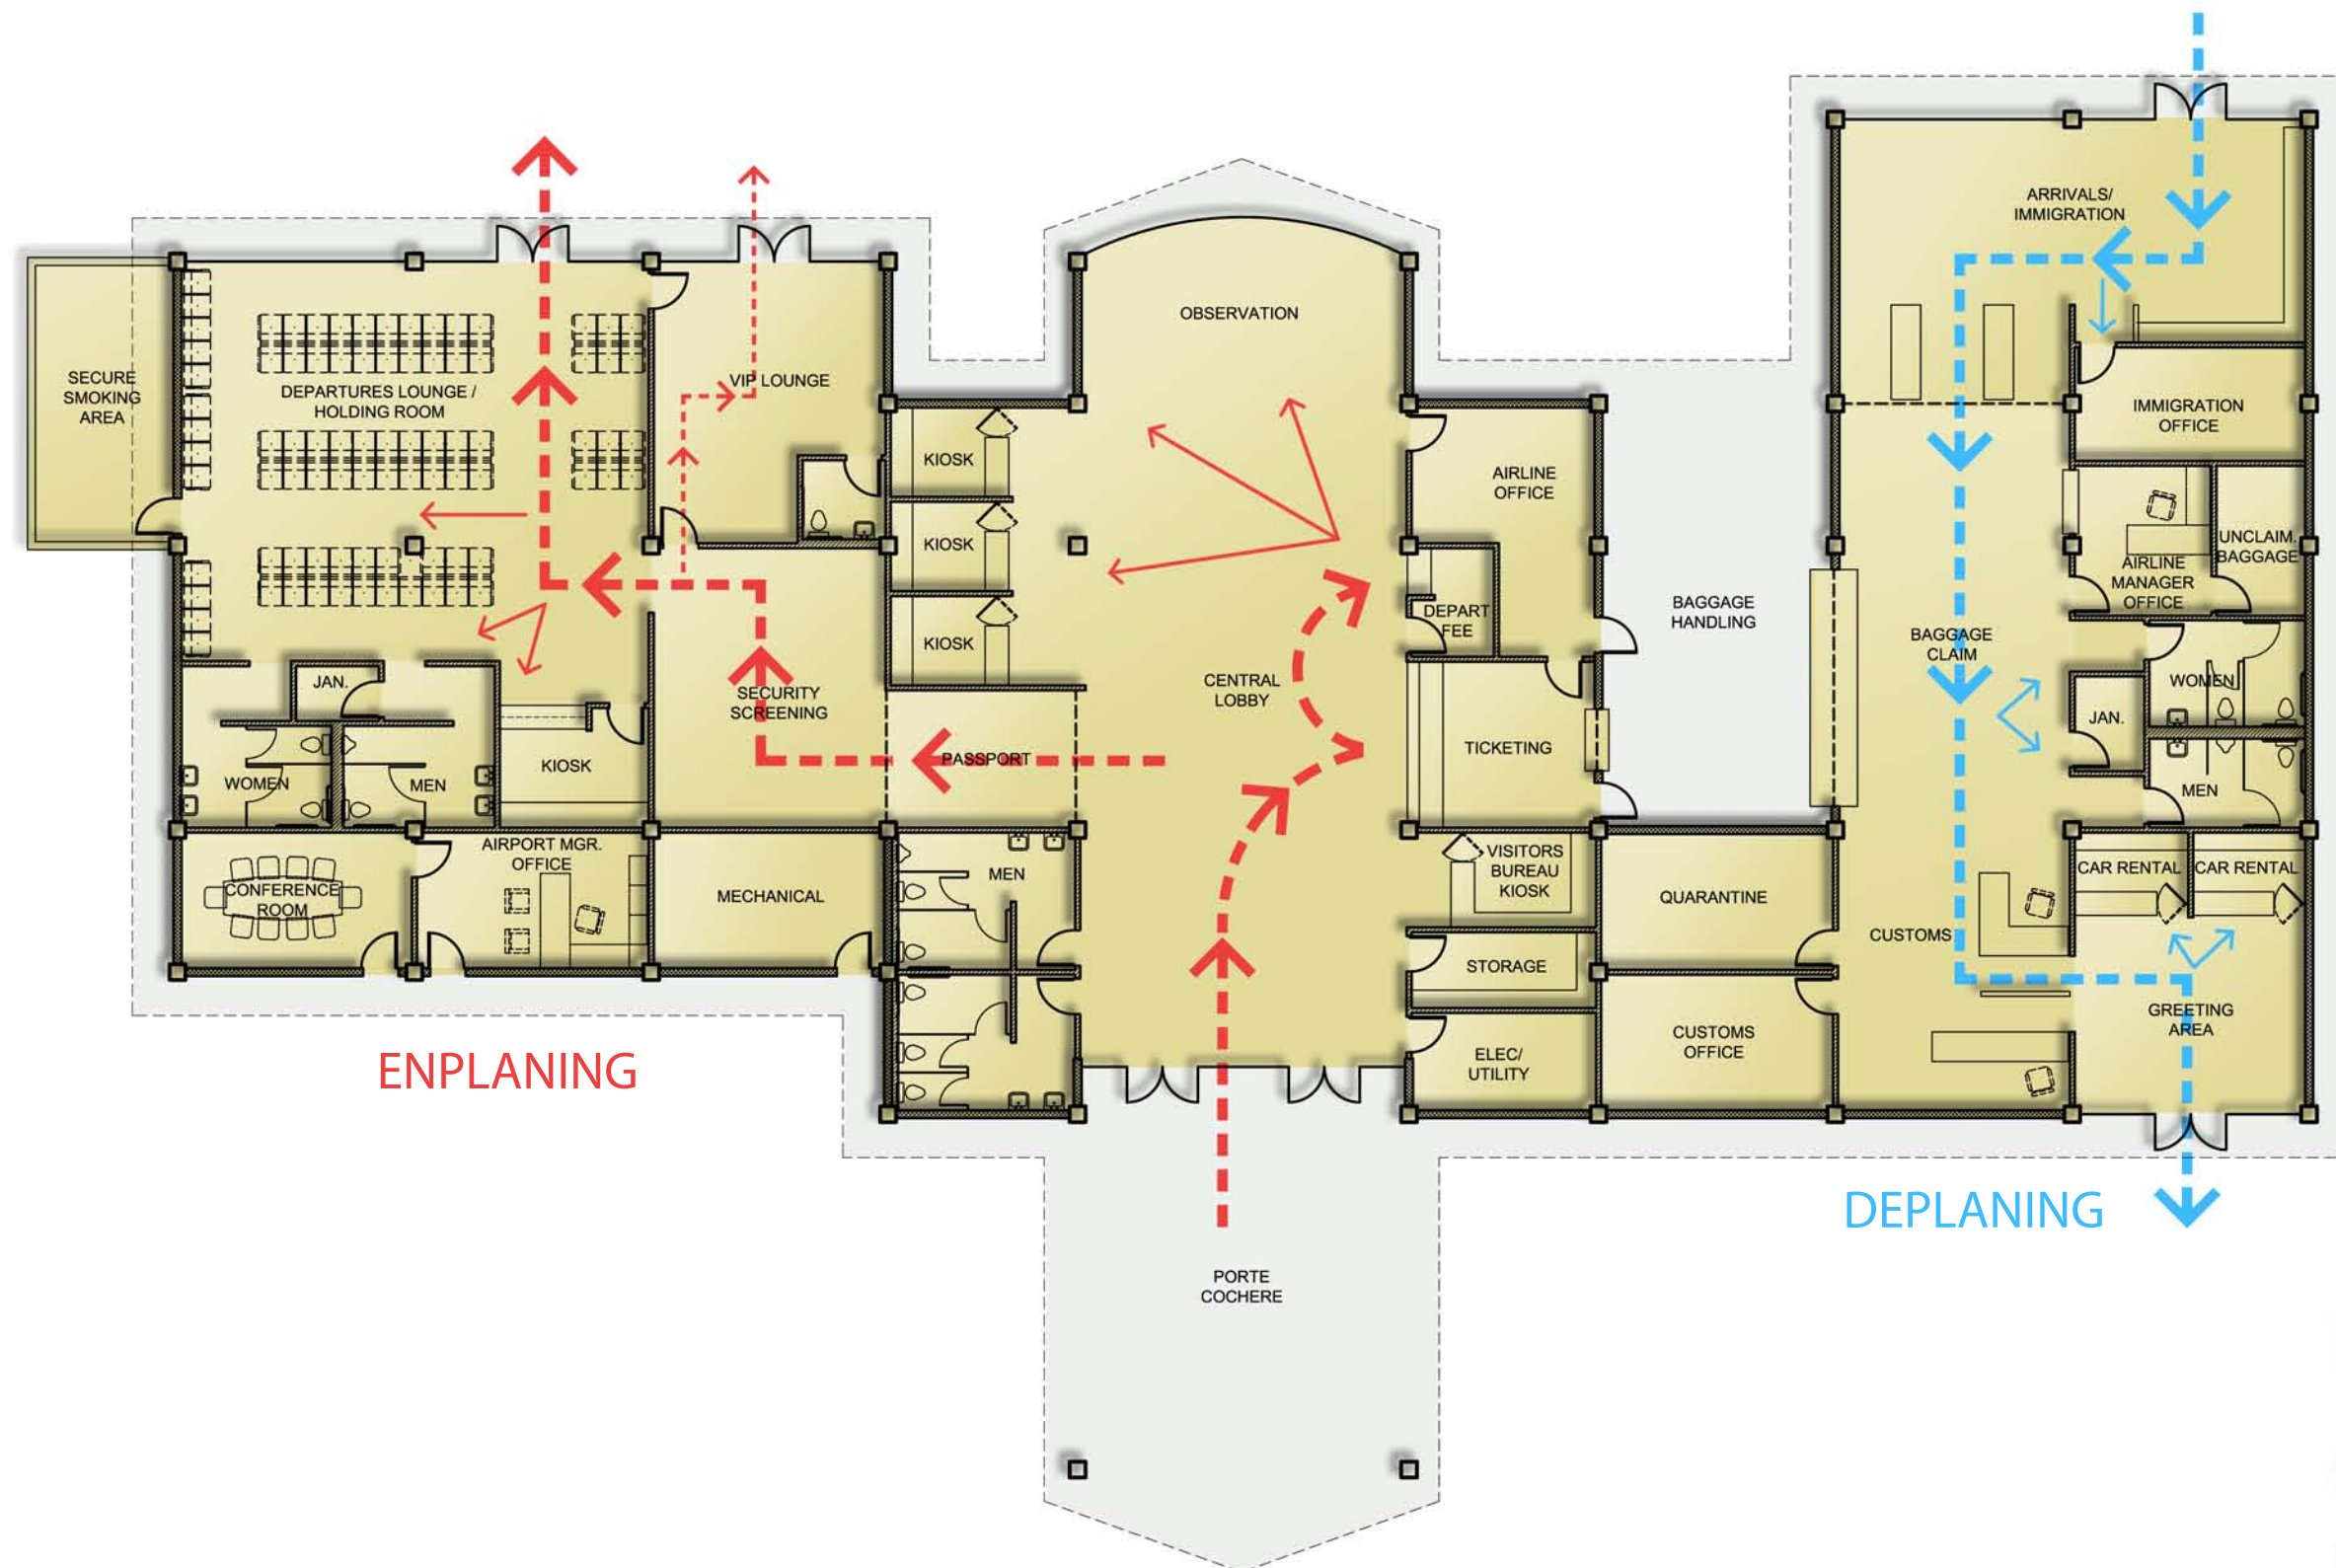 SECURE
SMOKING
AREA
DEPARTURES LOUNGE /
HOLDING ROOM
VIP LOUNGE
KIOSK
KIOSK
KIOSK
JAN.
WOMEN
MEN
KIOSK
SECURITY
SCREENING
PASSPORT
CONFERENCE
ROOM
AIRPORT MGR.
OFFICE
MECHANICAL
MEN
ENPLANING
OBSERVATION
CENTRAL
LOBBY
AIRLINE
OFFICE
DEPART
FEE
TICKETING
VISITORS
BUREAU
KIOSK
STORAGE
ELEC/
UTILITY
PORTE
COCHERE
BAGGAGE
HANDLING
QUARANTINE
CUSTOMS
OFFICE
ARRIVALS/
IMMIGRATION
IMMIGRATION
OFFICE
AIRLINE
MANAGER
OFFICE
UNCLAIM.
BAGGAGE
BAGGAGE
CLAIM
WOMEN
JAN.
MEN
CAR RENTAL
CAR RENTAL
CUSTOMS
GREETING
AREA
DEPLANING